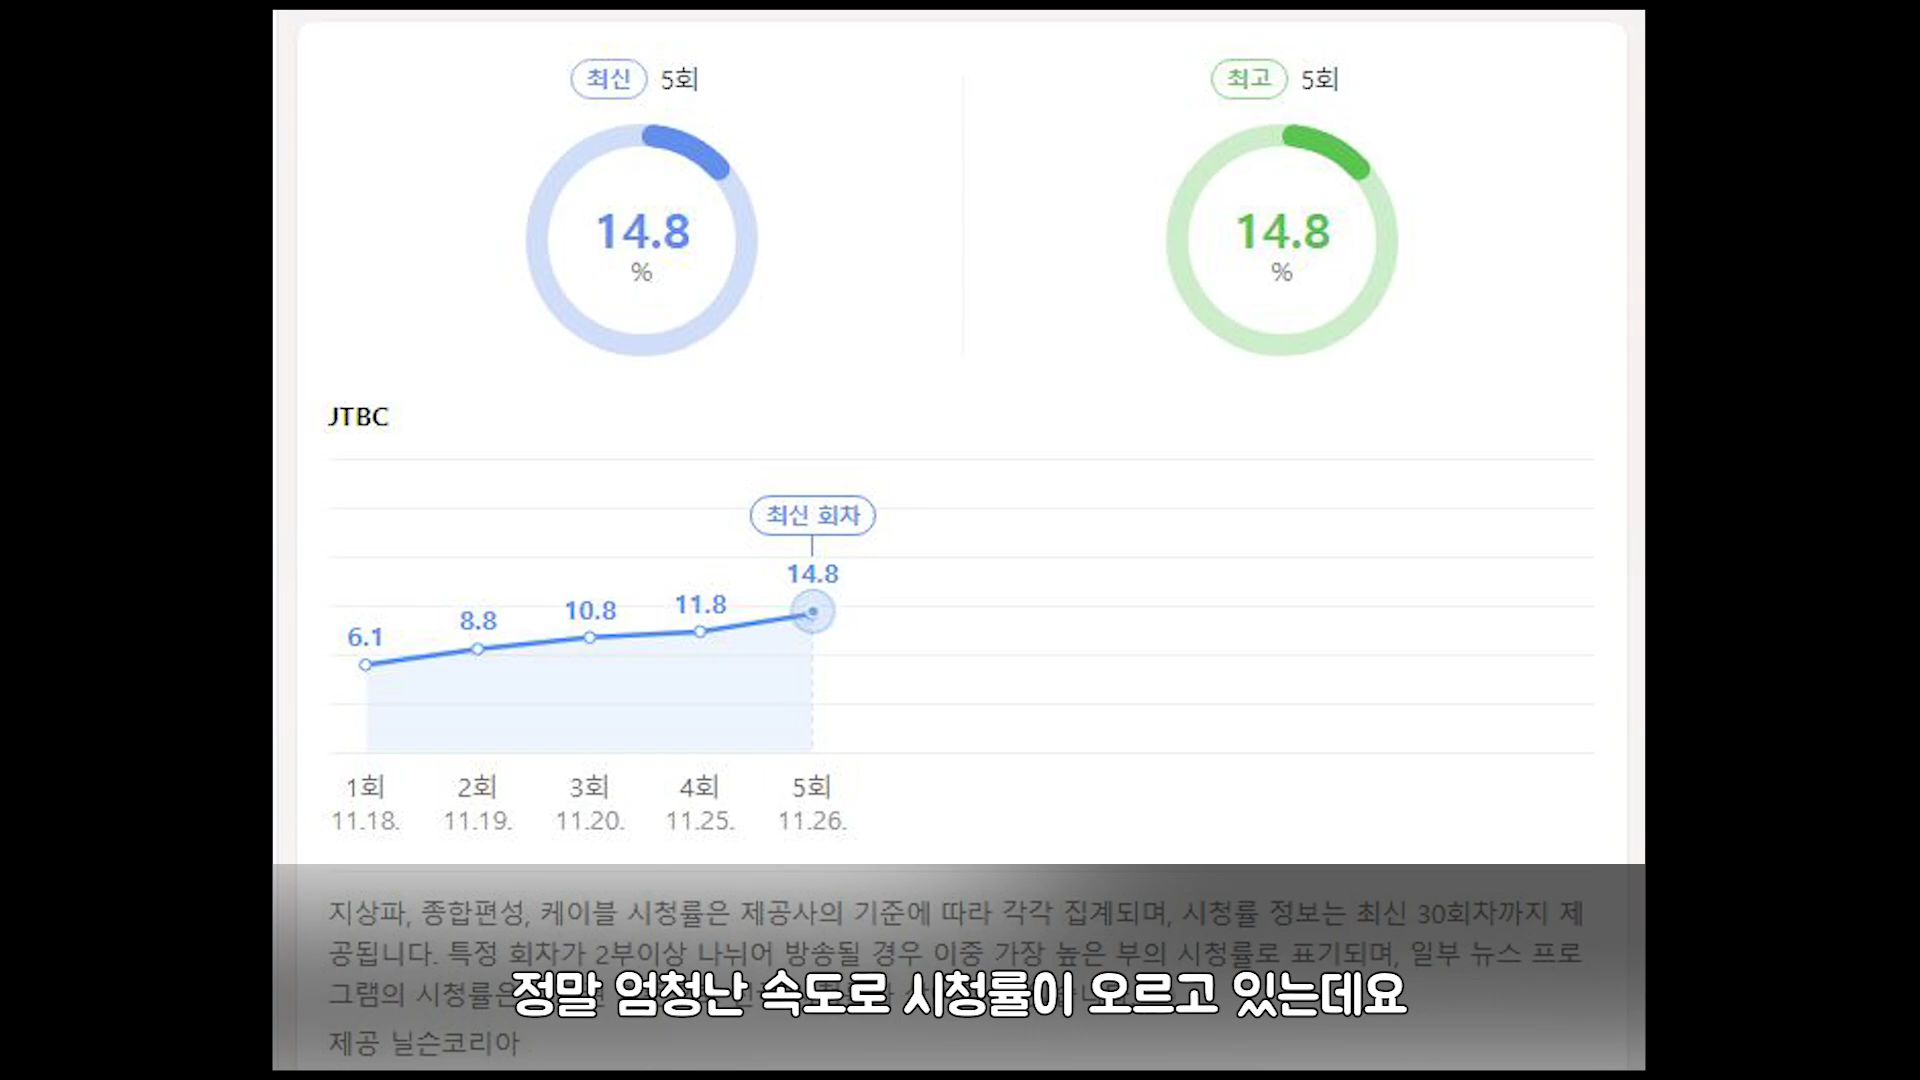 최신 5회
최고 5회
14.8
%
14.8
%
JTBC
최신 회차
6.1 8.8 10.8 11.8 14.8
1회 2회 3회 4회 5회
11.18. 11.19. 11.20. 11.25. 11.26.
지상파, 종합편성, 케이블 시청률은 제공사의 기준에 따라 각각 집계되며, 시청률 정보는 최신 30회차까지 제
공됩니다. 특정 회차가 2부이상 나뉘어 방송될 경우 이중 가장 높은 부의 시청률로 표기되며, 일부 뉴스 프로
그램의 시청률은
정말 엄청난 속도로 시청률이 오르고 있는데요
제공 닐슨코리아